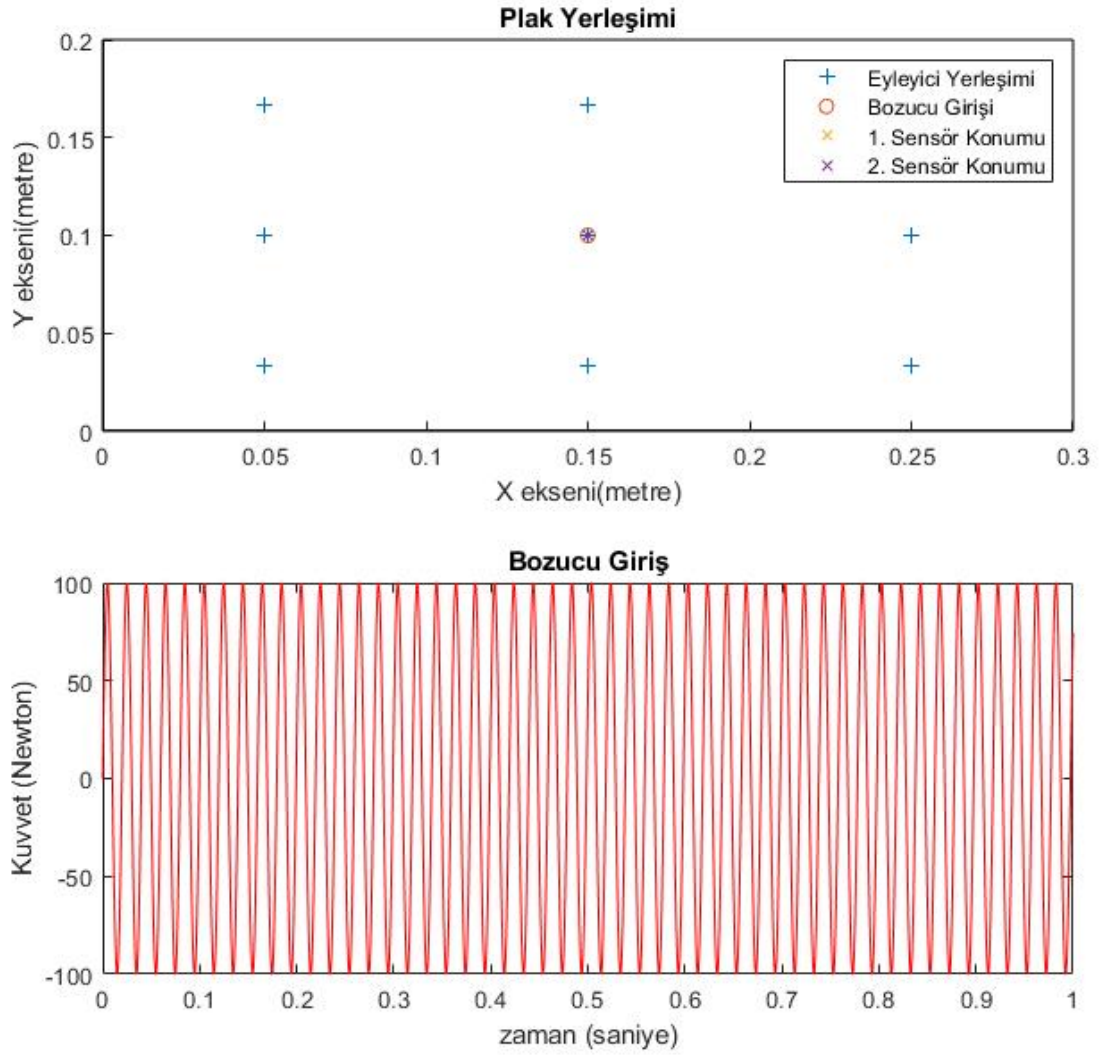 Plak Yerleşimi
Y ekseni(metre)
0.2
0.15
0.1
0.05
0
Eyleyici Yerleşimi
Bozucu Girişi
1. Sensör Konumu
2. Sensör Konumu
0 0.05 0.1 0.15 0.2 0.25 0.3
X ekseni(metre)
Bozucu Giriş
Kuvvet (Newton)
100
50
0
-50
-100
0 0.1 0.2 0.3 0.4 0.5 0.6 0.7 0.8 0.9 1
zaman (saniye)